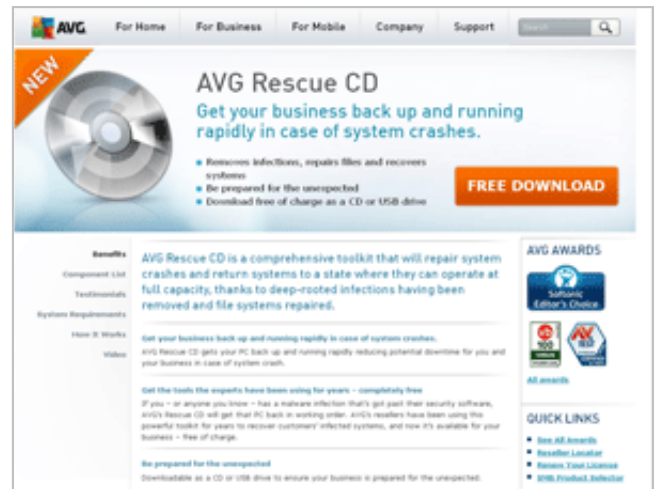 AVG
For Home
For Business
For Mobile
Company
Support
Search
NEW
AVG Rescue CD
Get your business back up and running
rapidly in case of system crashes.
Removes infections, repairs files and recovers
systems
Be prepared for the unexpected
Download free of charge as a CD or USB drive
FREE DOWNLOAD
Benefits
Component List
Testimonials
System Requirements
How It Works
Video
AVG Rescue CD is a comprehensive toolkit that will repair system
crashes and return systems to a state where they can operate at
full capacity, thanks to deep-rooted infections having been
removed and file systems repaired.
Get your business back up and running rapidly in case of system crashes.
AVG Rescue CD gets your PC back up and running rapidly reducing potential downtime for you and
your business in case of system crash.
Get the tools the experts have been using for years - completely free
If you - or anyone you know - has a malware infection that's got past their security software,
AVG's Rescue CD will get that PC back in working order. AVG's resellers have been using this
powerful toolkit for years to recover customers' infected systems, and now it's available for your
business - free of charge.
Be prepared for the unexpected
Downloadable as a CD or USB drive to ensure your business is prepared for the unexpected:
AVG AWARDS
Softonic
Editor's Choice
100
All awards
QUICK LINKS
See All Awards
Reseller Locator
Renew Your License
SMB Product Selector